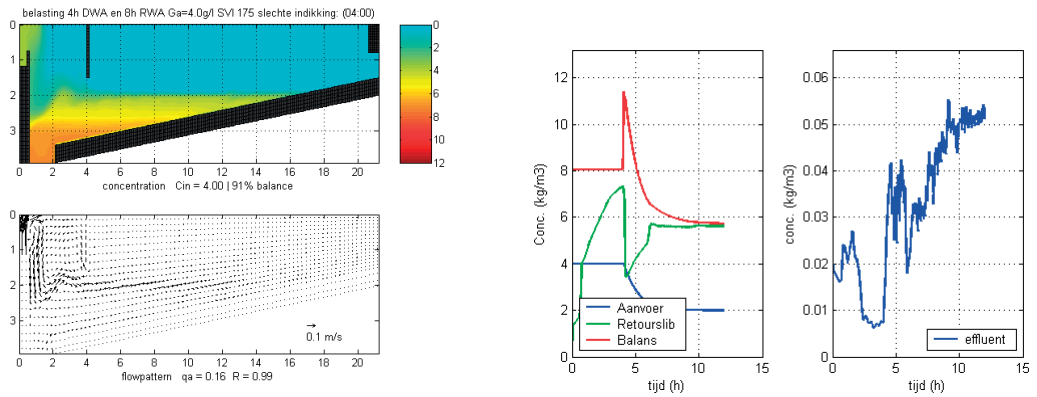 belasting 4h DWA en 8h RWA Ga=4.0g/l SVI 175 slechte indikking: (04:00)
0
1
2
3
0 2 4 6 8 10 12 14 16 18 20
concentration Cin = 4.00 | 91% balance
0
2
4
6
8
10
12
0
1
2
3
0.1 m/s
0 2 4 6 8 10 12 14 16 18 20
flowpattern qa = 0.16 R = 0.99
Conc. (kg/m3)
12
10
8
6
4
2
0
Aanvoer
Retourslib
Balans
0 5 10 15
tijd (h)
conc. (kg/m3)
0.06
0.05
0.04
0.03
0.02
0.01
0
effluent
0 5 10 15
tijd (h)